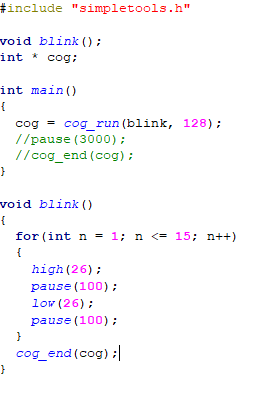 #include "simpletools.h"

void blink();
int * cog;

int main()
{
  cog = cog_run(blink, 128);
  //pause(3000);
  //cog_end(cog);
}

void blink()
{
  for(int n = 1; n <= 15; n++)
  {
    high(26);
    pause(100);
    low(26);
    pause(100);
  }
  cog_end(cog);
}